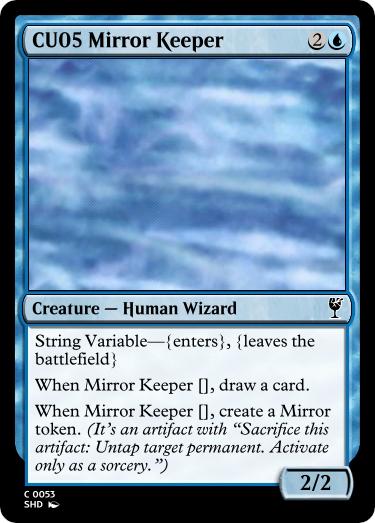 CU05 Mirror Keeper 2
Creature — Human Wizard
String Variable—{enters}, {leaves the
battlefield}
When Mirror Keeper [], draw a card.
When Mirror Keeper [], create a Mirror
token. (It's an artifact with “Sacrifice this
artifact: Untap target permanent. Activate
only as a sorcery.”)
2/2
C 0053
SHD